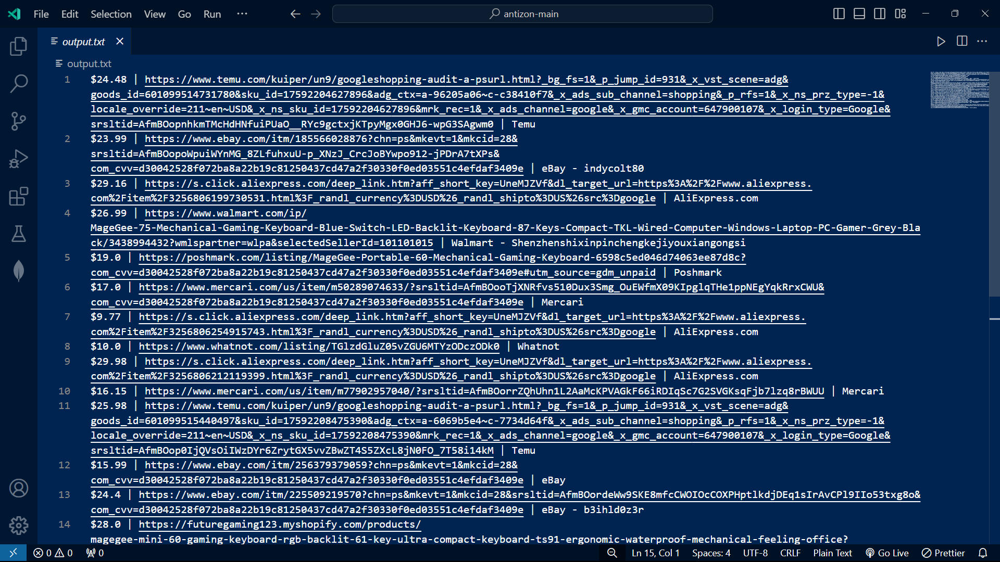 File Edit Selection View Go Run ···
antizon-main
output.txt
output.txt
1 $24.48 | https://www.temu.com/kuiper/un9/googleshopping-audit-a-psurl.html?_bg_fs=1&_p_jump_id=931&_x_vst_scene=adg&
goods_id=601099514731780&sku_id=17592204627896&adg_ctx=a-96205a06~c-c38410f7&_x_ads_sub_channel=shopping&_p_rfs=1&_x_ns_prz_type=-1&
locale_override=211~en~USD&_x_ns_sku_id=17592204627896&mrk_rec=1&_x_ads_channel=google&_x_gmc_account=647900107&_x_login_type=Google&
srsltid=AfmBOopnhkmTMcHdHNfuiPUaO__RYc9gctxjKTpyMgx0GHJ6-wpG3SAgwm0 | Temu
2 $23.99 | https://www.ebay.com/itm/185566028876?chn=ps&mkevt=1&mkcid=28&
srsltid=AfmBOopoWpuiWYnMG_8ZLfuhxuU-p_XNzJ_CrcJoBYwpo912-jPDrA7tXPs&
com_cvv=d30042528f072ba8a22b19c81250437cd47a2f30330f0ed03551c4efdaf3409e | eBay - indycolt80
3 $29.16 | https://s.click.aliexpress.com/deep_link.htm?aff_short_key=UneMJZVf&dl_target_url=https%3A%2F%2Fwww.aliexpress.
com%2Fitem%2F3256806199730531.html%3F_randl_currency%3DUSD%26_randl_shipto%3DUS%26src%3Dgoogle | AliExpress.com
4 $26.99 | https://www.walmart.com/ip/
MageGee-75-Mechanical-Gaming-Keyboard-Blue-Switch-LED-Backlit-Keyboard-87-Keys-Compact-TKL-Wired-Computer-Windows-Laptop-PC-Gamer-Grey-Bla
ck/3438994432?wmlspartner=wlpa&selectedSellerId=101101015 | Walmart - Shenzhenshixinpinchengkejiyouxiangongsi
5 $19.0 | https://poshmark.com/listing/MageGee-Portable-60-Mechanical-Gaming-Keyboard-6598c5ed046d74063ee87d8c?
com_cvv=d30042528f072ba8a22b19c81250437cd47a2f30330f0ed03551c4efdaf3409e#utm_source=gdm_unpaid | Poshmark
6 $17.0 | https://www.mercari.com/us/item/m50289074633/?srsltid=AfmBOooTjXNRfvs510Dux3Smg_OuEWfmX09KIpglqTHe1ppNEgYqkRrxCWU&
com_cvv=d30042528f072ba8a22b19c81250437cd47a2f30330f0ed03551c4efdaf3409e | Mercari
7 $9.77 | https://s.click.aliexpress.com/deep_link.htm?aff_short_key=UneMJZVf&dl_target_url=https%3A%2F%2Fwww.aliexpress.
com%2Fitem%2F3256806254915743.html%3F_randl_currency%3DUSD%26_randl_shipto%3DUS%26src%3Dgoogle | AliExpress.com
8 $10.0 | https://www.whatnot.com/listing/TGlzdGluZ05vZGU6MTYzODczODk0 | Whatnot
9 $29.98 | https://s.click.aliexpress.com/deep_link.htm?aff_short_key=UneMJZVf&dl_target_url=https%3A%2F%2Fwww.aliexpress.
com%2Fitem%2F3256806212119399.html%3F_randl_currency%3DUSD%26_randl_shipto%3DUS%26src%3Dgoogle | AliExpress.com
10 $16.15 | https://www.mercari.com/us/item/m77902957040/?srsltid=AfmBOorrZQhUhn1L2AaMcKPVAGkF66iRDIqSc7G2SVGKsqFjb7lzq8rBWUU | Mercari
11 $25.98 | https://www.temu.com/kuiper/un9/googleshopping-audit-a-psurl.html?_bg_fs=1&_p_jump_id=931&_x_vst_scene=adg&
goods_id=601099515440497&sku_id=17592208475390&adg_ctx=a-6069b5e4~c-7734d64f&_x_ads_sub_channel=shopping&_p_rfs=1&_x_ns_prz_type=-1&
locale_override=211~en~USD&_x_ns_sku_id=17592208475390&mrk_rec=1&_x_ads_channel=google&_x_gmc_account=647900107&_x_login_type=Google&
srsltid=AfmBOop0IjQVsOiIWzDYr6ZrytGX5vvZBwZT4S5ZXcL8jN0FO_7T58i14kM | Temu
12 $15.99 | https://www.ebay.com/itm/256379379059?chn=ps&mkevt=1&mkcid=28&
com_cvv=d30042528f072ba8a22b19c81250437cd47a2f30330f0ed03551c4efdaf3409e | eBay
13 $24.4 | https://www.ebay.com/itm/225509219570?chn=ps&mkevt=1&mkcid=28&srsltid=AfmBOordeWw9SKE8mfcCWOIOcCOXPHptlkdjDEq1sIrAvCPl9IIo53txg8o&
com_cvv=d30042528f072ba8a22b19c81250437cd47a2f30330f0ed03551c4efdaf3409e | eBay - b3ihld0z3r
14 $28.0 | https://futuregaming123.myshopify.com/products/
magegee-mini-60-gaming-keyboard-rgb-backlit-61-key-ultra-compact-keyboard-ts91-ergonomic-waterproof-mechanical-feeling-office?
0 0 0 Ln 15, Col 1 Spaces: 4 UTF-8 CRLF Plain Text Go Live Prettier